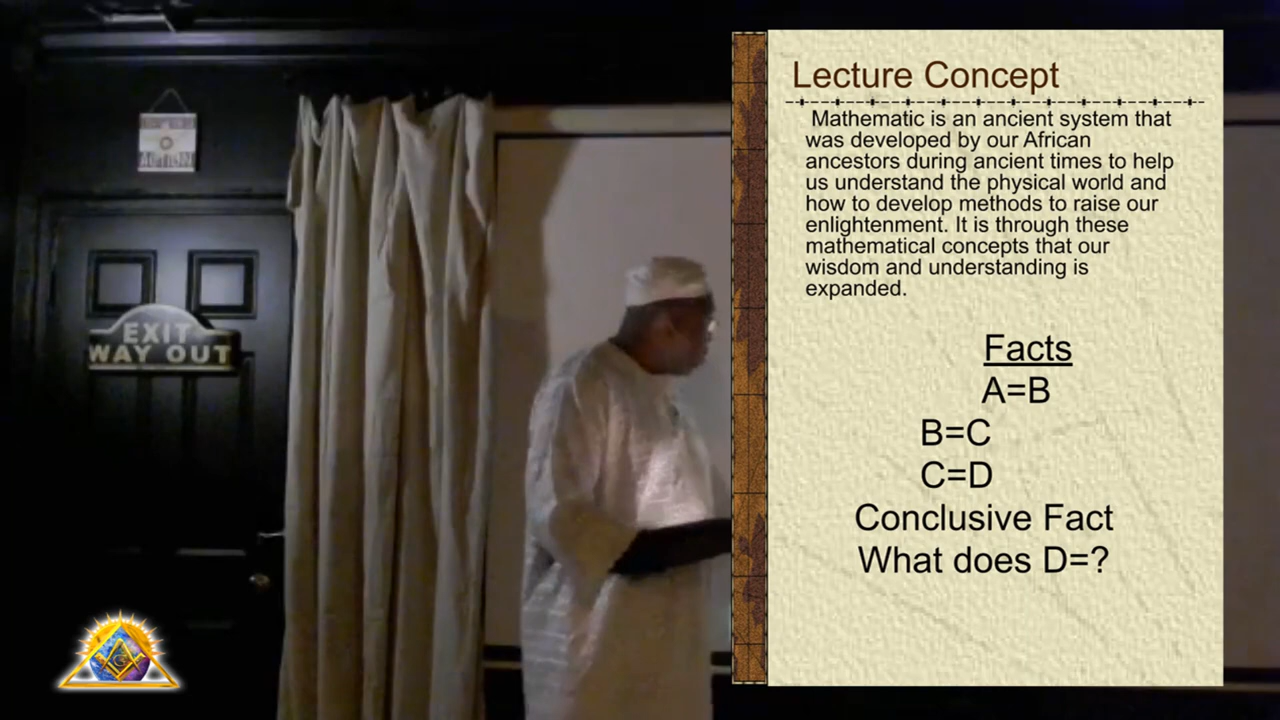 ACTION
EXIT
WAY OUT
G
Lecture Concept
Mathematic is an ancient system that
was developed by our African
ancestors during ancient times to help
us understand the physical world and
how to develop methods to raise our
enlightenment. It is through these
mathematical concepts that our
wisdom and understanding is
expanded.
Facts
A=B
B=C
C=D
Conclusive Fact
What does D=?